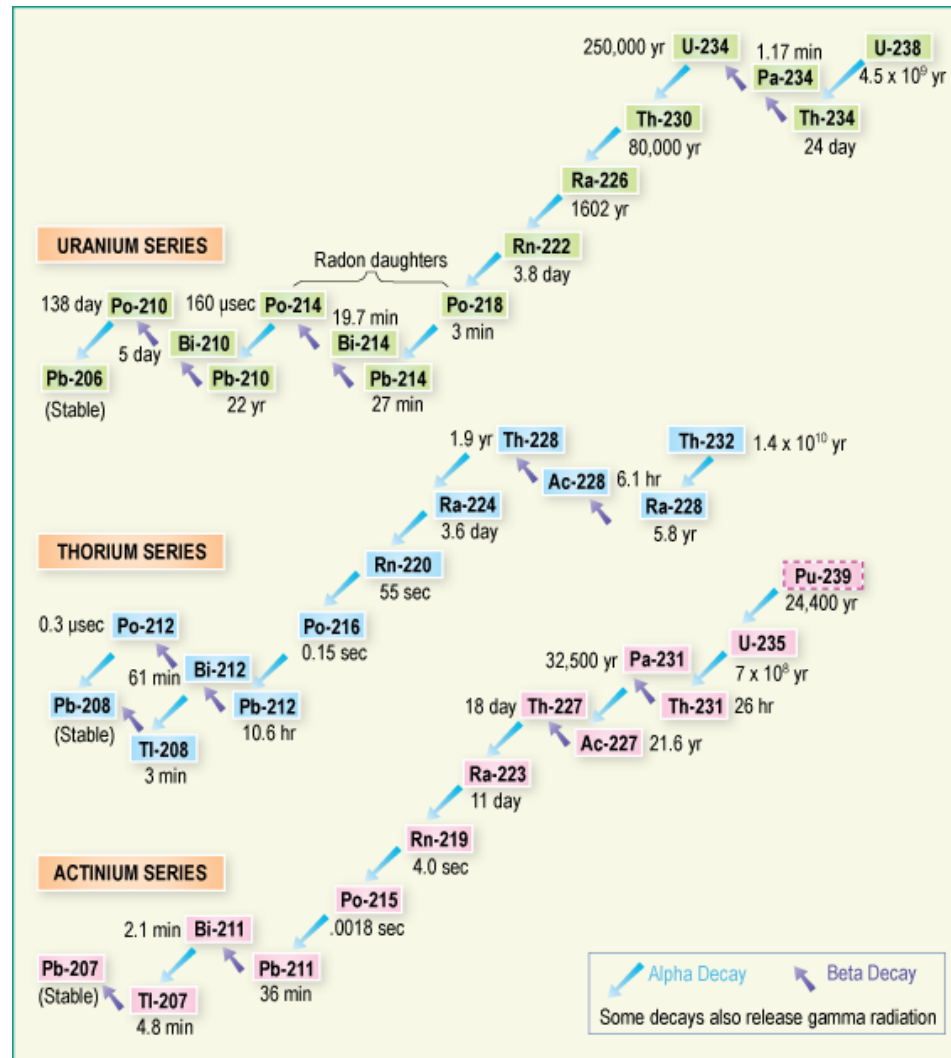 250,000 yr U-234 1.17 min U-238
Pa-234 4.5 x 10⁹ yr
Th-230 Th-234
80,000 yr 24 day
Ra-226
1602 yr
URANIUM SERIES Rn-222
Radon daughters 3.8 day
138 day Po-210 160 µsec Po-214 Po-218
19.7 min 3 min
5 day Bi-210 Bi-214
Pb-206 Pb-210 Pb-214
(Stable) 22 yr 27 min
1.9 yr Th-228 Th-232 1.4 x 10¹⁰ yr
Ac-228 6.1 hr
Ra-224 Ra-228
3.6 day 5.8 yr
THORIUM SERIES Rn-220
55 sec Pu-239
24,400 yr
0.3 µsec Po-212 Po-216
0.15 sec U-235
61 min Bi-212 32,500 yr Pa-231 7 x 10⁸ yr
Pb-208 Pb-212 18 day Th-227 Th-231 26 hr
(Stable) 10.6 hr
Tl-208 Ac-227 21.6 yr
3 min Ra-223
11 day
Rn-219
ACTINIUM SERIES 4.0 sec
Po-215
2.1 min Bi-211 .0018 sec
Pb-207 Pb-211
(Stable) 36 min
Tl-207
4.8 min
Alpha Decay Beta Decay
Some decays also release gamma radiation